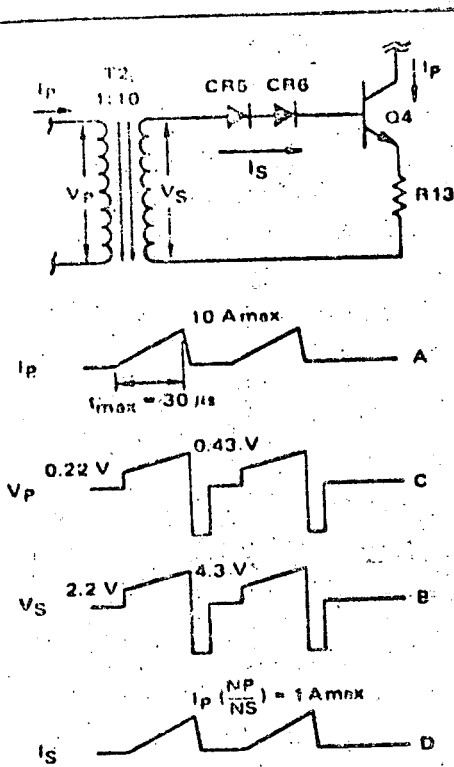 T2
1:10
CR5 CR6
IP
IP
Q4
VP VS
IS
R13
10 A max
IP A
tmax = 30 μs
0.22 V 0.43 V
VP C
2.2 V 4.3 V
VS B
IP (NP/NS) = 1 A max
IS D